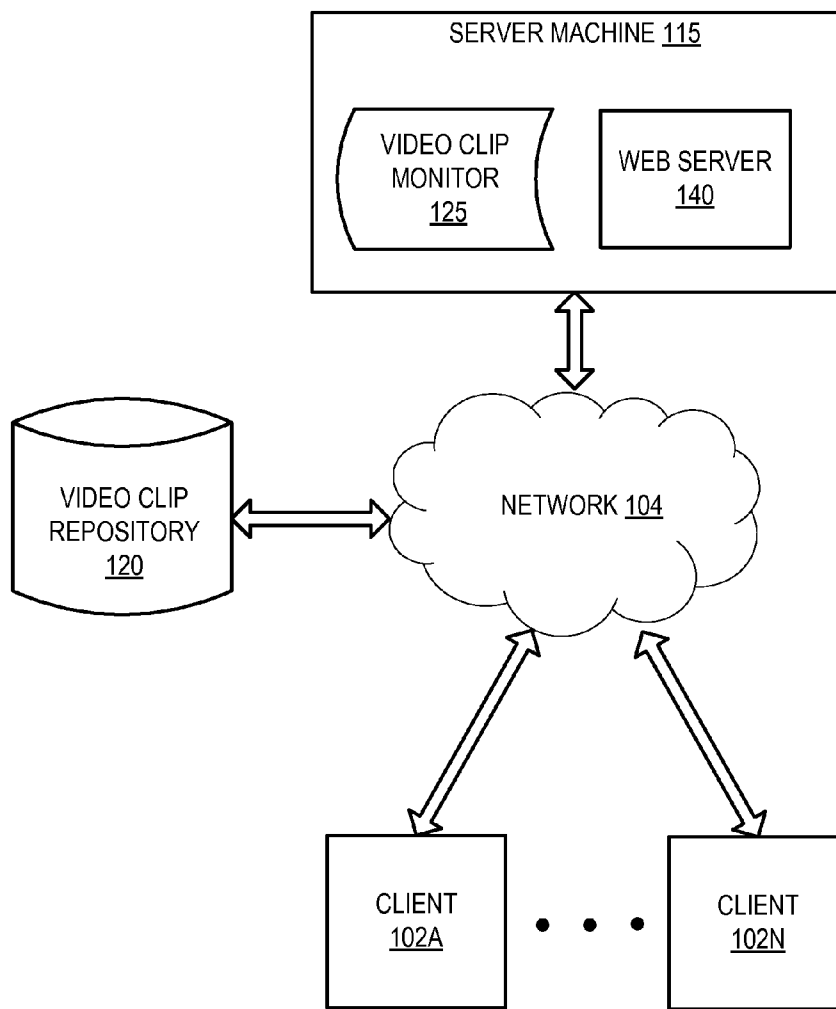 SERVER MACHINE 115
VIDEO CLIP
MONITOR
125
WEB SERVER
140
VIDEO CLIP
REPOSITORY
120
NETWORK 104
CLIENT
102A
CLIENT
102N